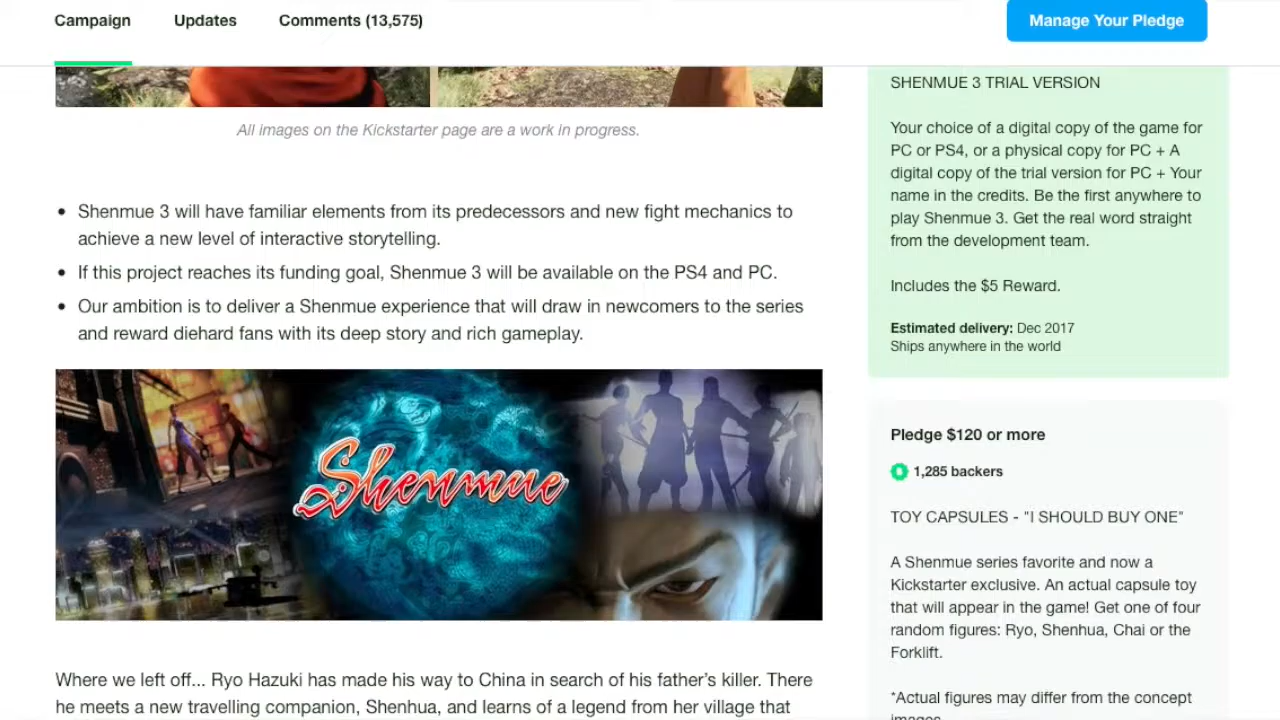 Campaign
Updates
Comments (13,575)
Manage Your Pledge
All images on the Kickstarter page are a work in progress.
• Shenmue 3 will have familiar elements from its predecessors and new fight mechanics to
achieve a new level of interactive storytelling.
• If this project reaches its funding goal, Shenmue 3 will be available on the PS4 and PC.
• Our ambition is to deliver a Shenmue experience that will draw in newcomers to the series
and reward diehard fans with its deep story and rich gameplay.
Shenmue
Where we left off... Ryo Hazuki has made his way to China in search of his father's killer. There
he meets a new travelling companion, Shenhua, and learns of a legend from her village that
SHENMUE 3 TRIAL VERSION
Your choice of a digital copy of the game for
PC or PS4, or a physical copy for PC + A
digital copy of the trial version for PC + Your
name in the credits. Be the first anywhere to
play Shenmue 3. Get the real word straight
from the development team.
Includes the $5 Reward.
Estimated delivery: Dec 2017
Ships anywhere in the world
Pledge $120 or more
1,285 backers
TOY CAPSULES - "I SHOULD BUY ONE"
A Shenmue series favorite and now a
Kickstarter exclusive. An actual capsule toy
that will appear in the game! Get one of four
random figures: Ryo, Shenhua, Chai or the
Forklift.
*Actual figures may differ from the concept
images.